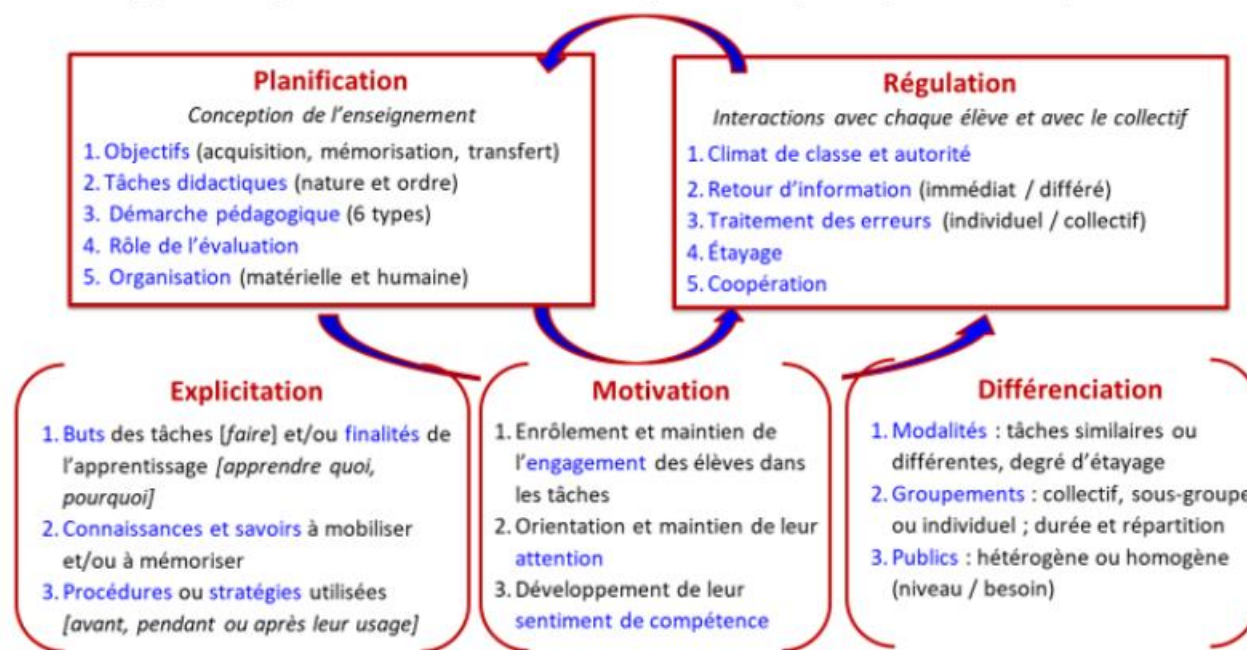 Planification
Conception de l'enseignement
1. Objectifs (acquisition, mémorisation, transfert)
2. Tâches didactiques (nature et ordre)
3. Démarche pédagogique (6 types)
4. Rôle de l'évaluation
5. Organisation (matérielle et humaine)
Régulation
Interactions avec chaque élève et avec le collectif
1. Climat de classe et autorité
2. Retour d'information (immédiat / différé)
3. Traitement des erreurs (individuel / collectif)
4. Étayage
5. Coopération
Explicitation
1. Buts des tâches [faire] et/ou finalités de
l'apprentissage [apprendre quoi,
pourquoi]
2. Connaissances et savoirs à mobiliser
et/ou à mémoriser
3. Procédures ou stratégies utilisées
[avant, pendant ou après leur usage]
Motivation
1. Enrôlement et maintien de
l'engagement des élèves dans
les tâches
2. Orientation et maintien de leur
attention
3. Développement de leur
sentiment de compétence
Différenciation
1. Modalités : tâches similaires ou
différentes, degré d'étayage
2. Groupements : collectif, sous-groupe
ou individuel ; durée et répartition
3. Publics : hétérogène ou homogène
(niveau / besoin)